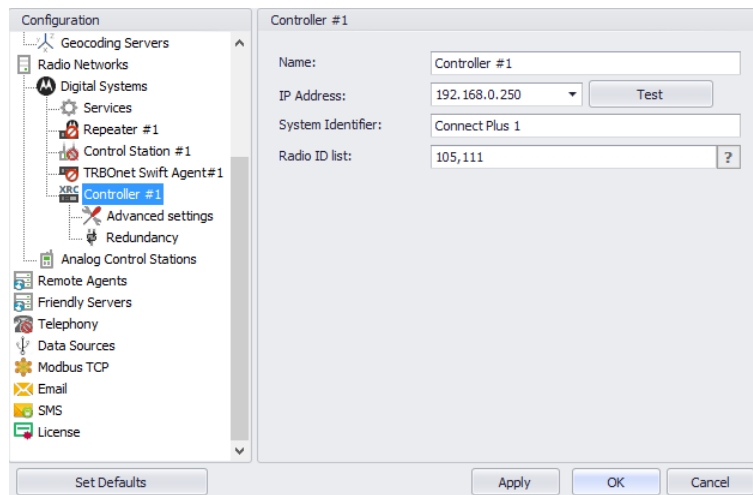 Configuration
Geocoding Servers
Radio Networks
Digital Systems
Services
Repeater #1
Control Station #1
TRBOnet Swift Agent#1
XRC
Controller #1
Advanced settings
Redundancy
Analog Control Stations
Remote Agents
Friendly Servers
Telephony
Data Sources
Modbus TCP
Email
SMS
License
Set Defaults
Controller #1
Name: Controller #1
IP Address: 192.168.0.250 Test
System Identifier: Connect Plus 1
Radio ID list: 105,111 ?
Apply OK Cancel